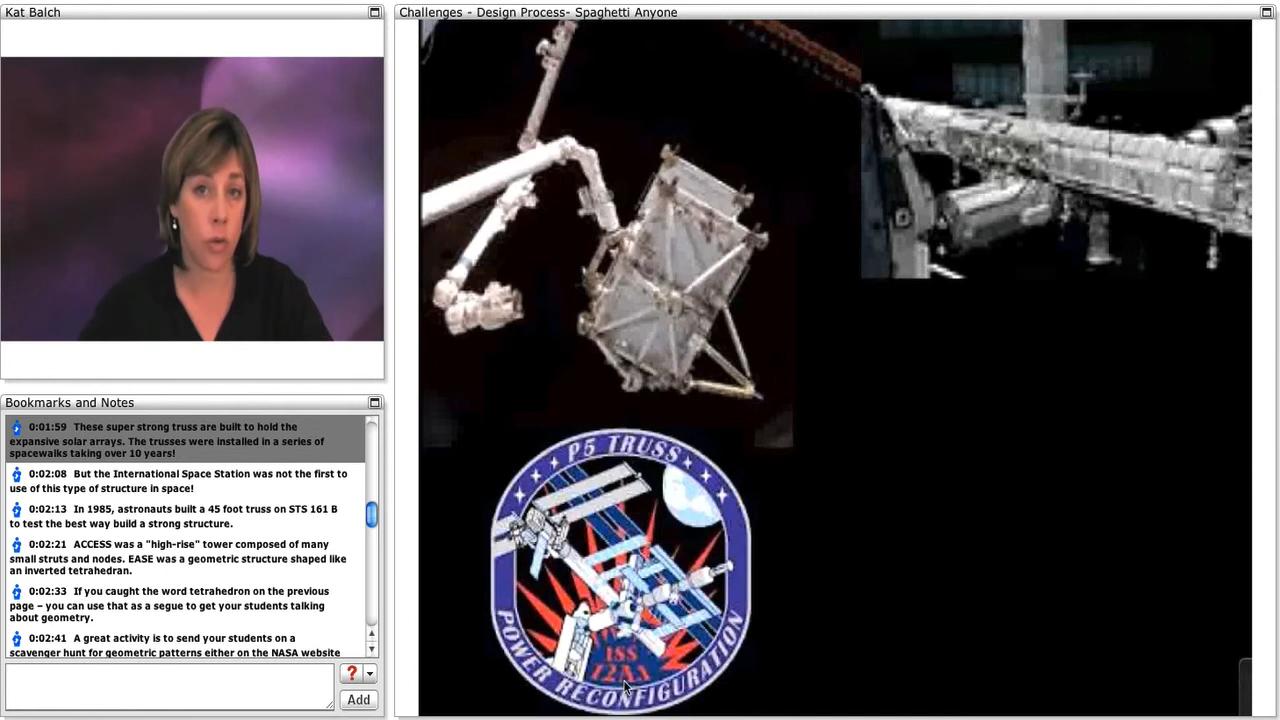 Kat Balch
Challenges - Design Process- Spaghetti Anyone
Bookmarks and Notes
0:01:59 These super strong truss are built to hold the
expansive solar arrays. The trusses were installed in a series of
spacewalks taking over 10 years!
0:02:08 But the International Space Station was not the first to
use of this type of structure in space!
0:02:13 In 1985, astronauts built a 45 foot truss on STS 161 B
to test the best way build a strong structure.
0:02:21 ACCESS was a "high-rise" tower composed of many
small struts and nodes. EASE was a geometric structure shaped like
an inverted tetrahedran.
0:02:33 If you caught the word tetrahedron on the previous
page – you can use that as a segue to get your students talking
about geometry.
0:02:41 A great activity is to send your students on a
scavenger hunt for geometric patterns either on the NASA website
?
Add
P5 TRUSS
ISS
POWER RECONFIGURATION